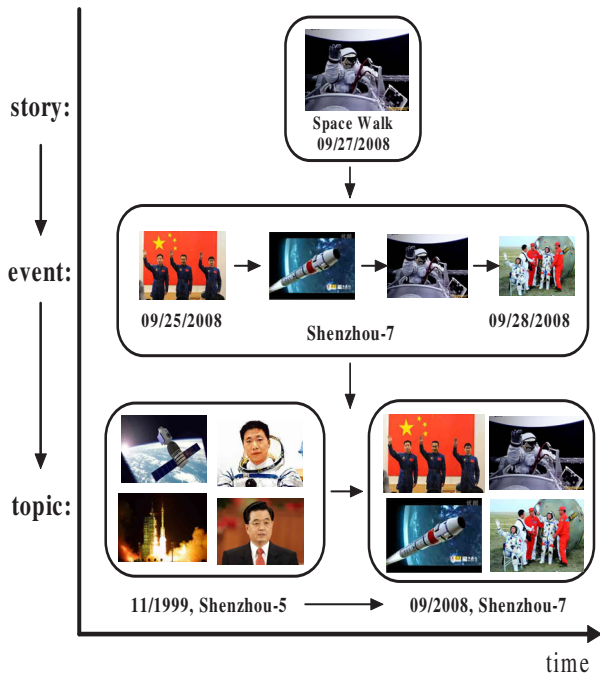 story:
Space Walk
09/27/2008
event:
09/25/2008
Shenzhou-7
09/28/2008
topic:
11/1999, Shenzhou-5
09/2008, Shenzhou-7
time